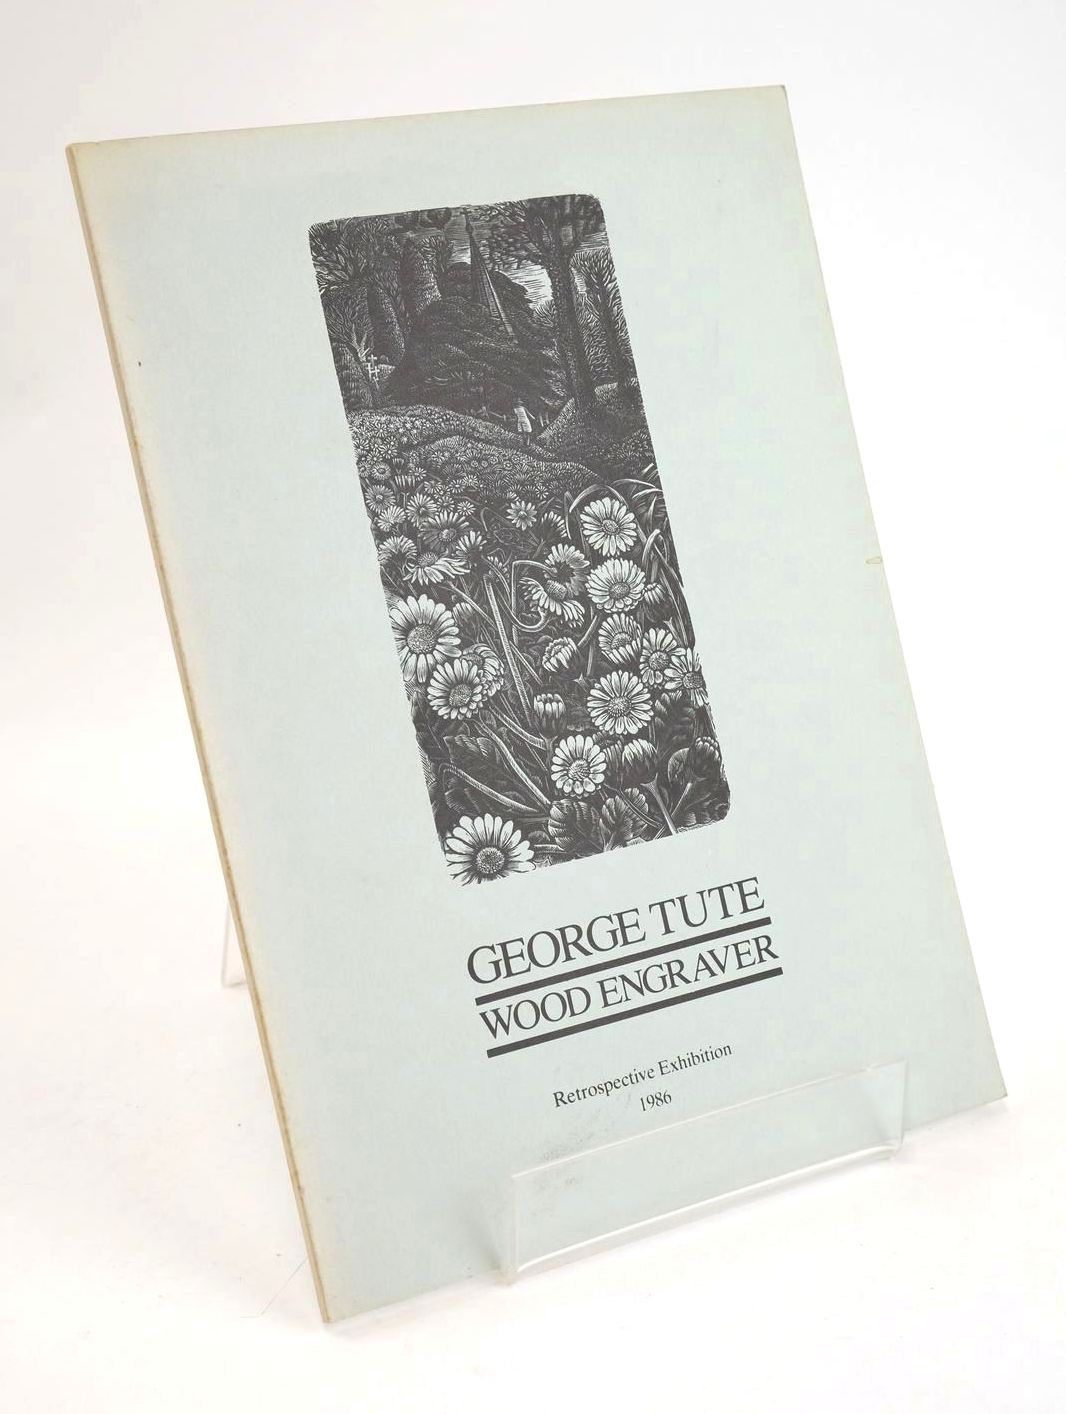 GEORGE TUTE
WOOD ENGRAVER
Retrospective Exhibition
1986